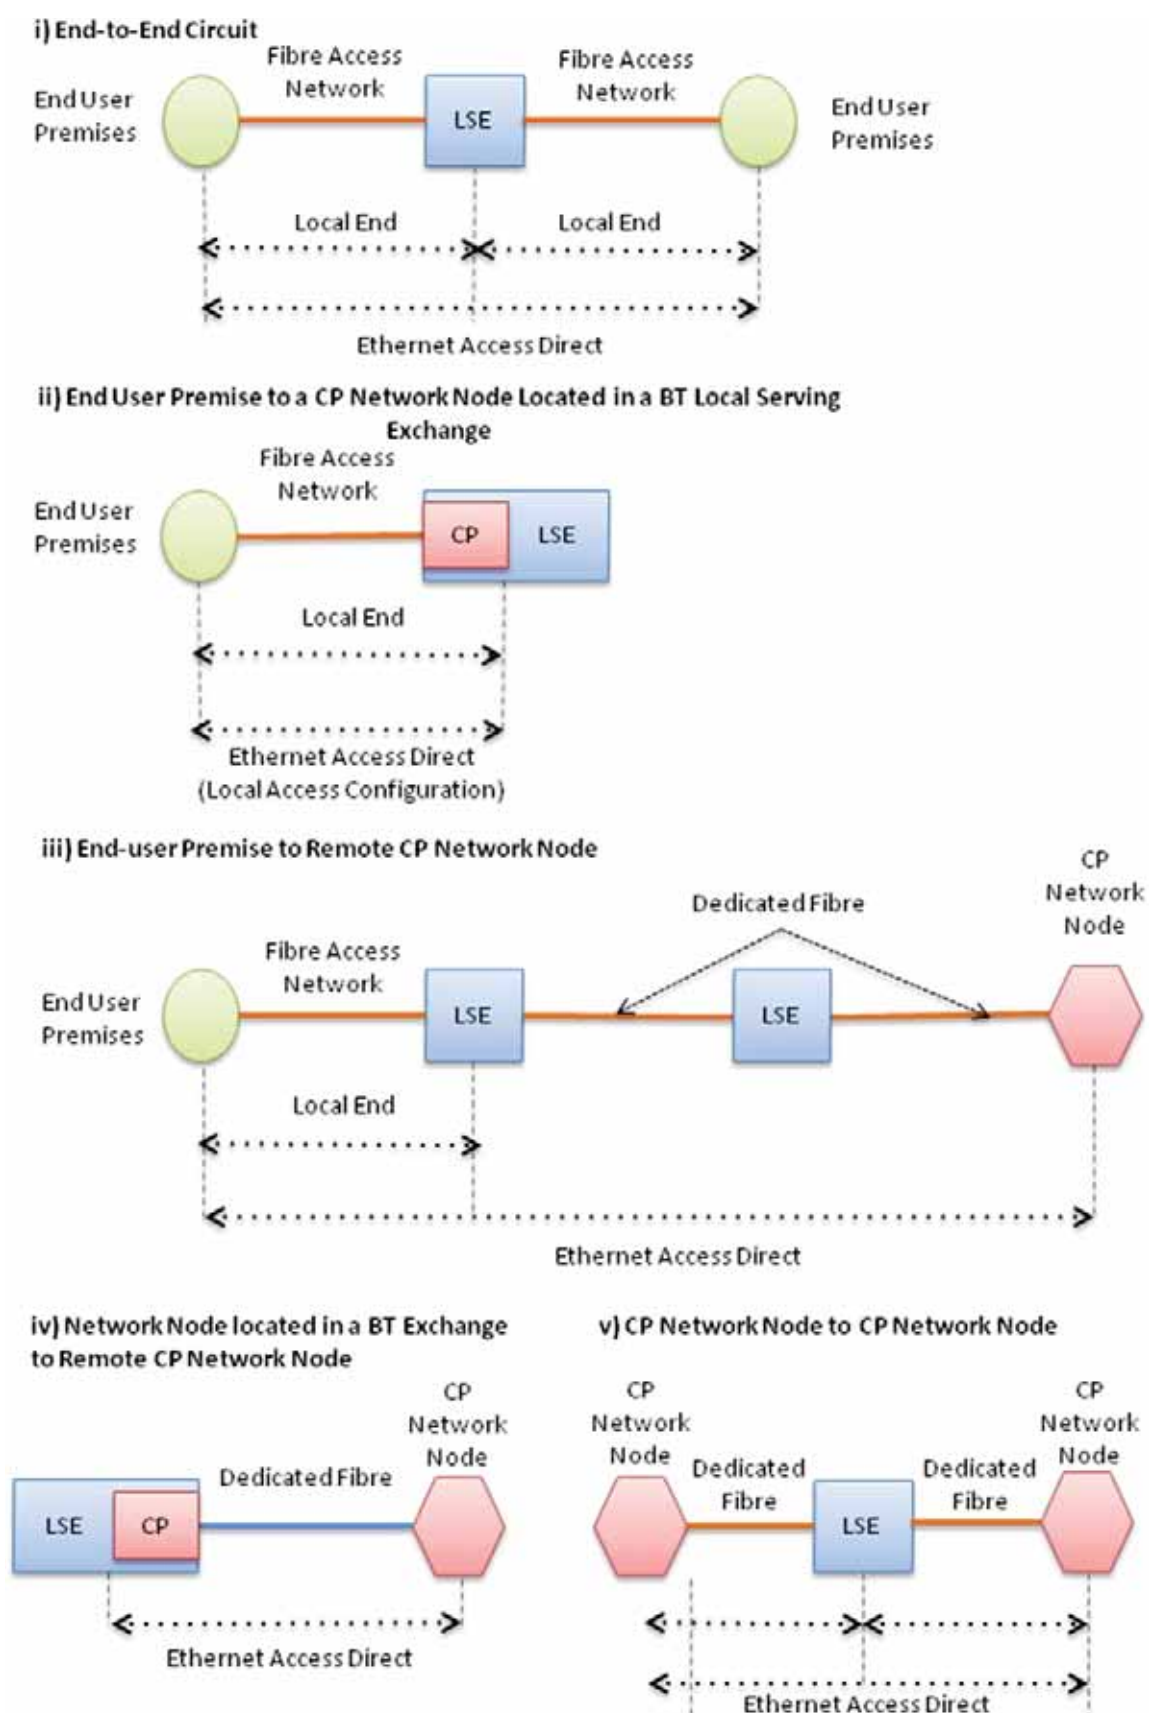 i) End-to-End Circuit
Fibre Access
Network
Fibre Access
Network
End User
Premises
LSE
End User
Premises
Local End
Local End
Ethernet Access Direct
ii) End User Premise to a CP Network Node Located in a BT Local Serving
Exchange
Fibre Access
Network
End User
Premises
CP
LSE
Local End
Ethernet Access Direct
(Local Access Configuration)
iii) End-user Premise to Remote CP Network Node
CP
Network
Node
Dedicated Fibre
Fibre Access
Network
End User
Premises
LSE
LSE
Local End
Ethernet Access Direct
iv) Network Node located in a BT Exchange
to Remote CP Network Node
CP
Network
Node
Dedicated Fibre
LSE
CP
Ethernet Access Direct
v) CP Network Node to CP Network Node
CP
Network
Node
CP
Network
Node
Dedicated
Fibre
Dedicated
Fibre
LSE
Ethernet Access Direct